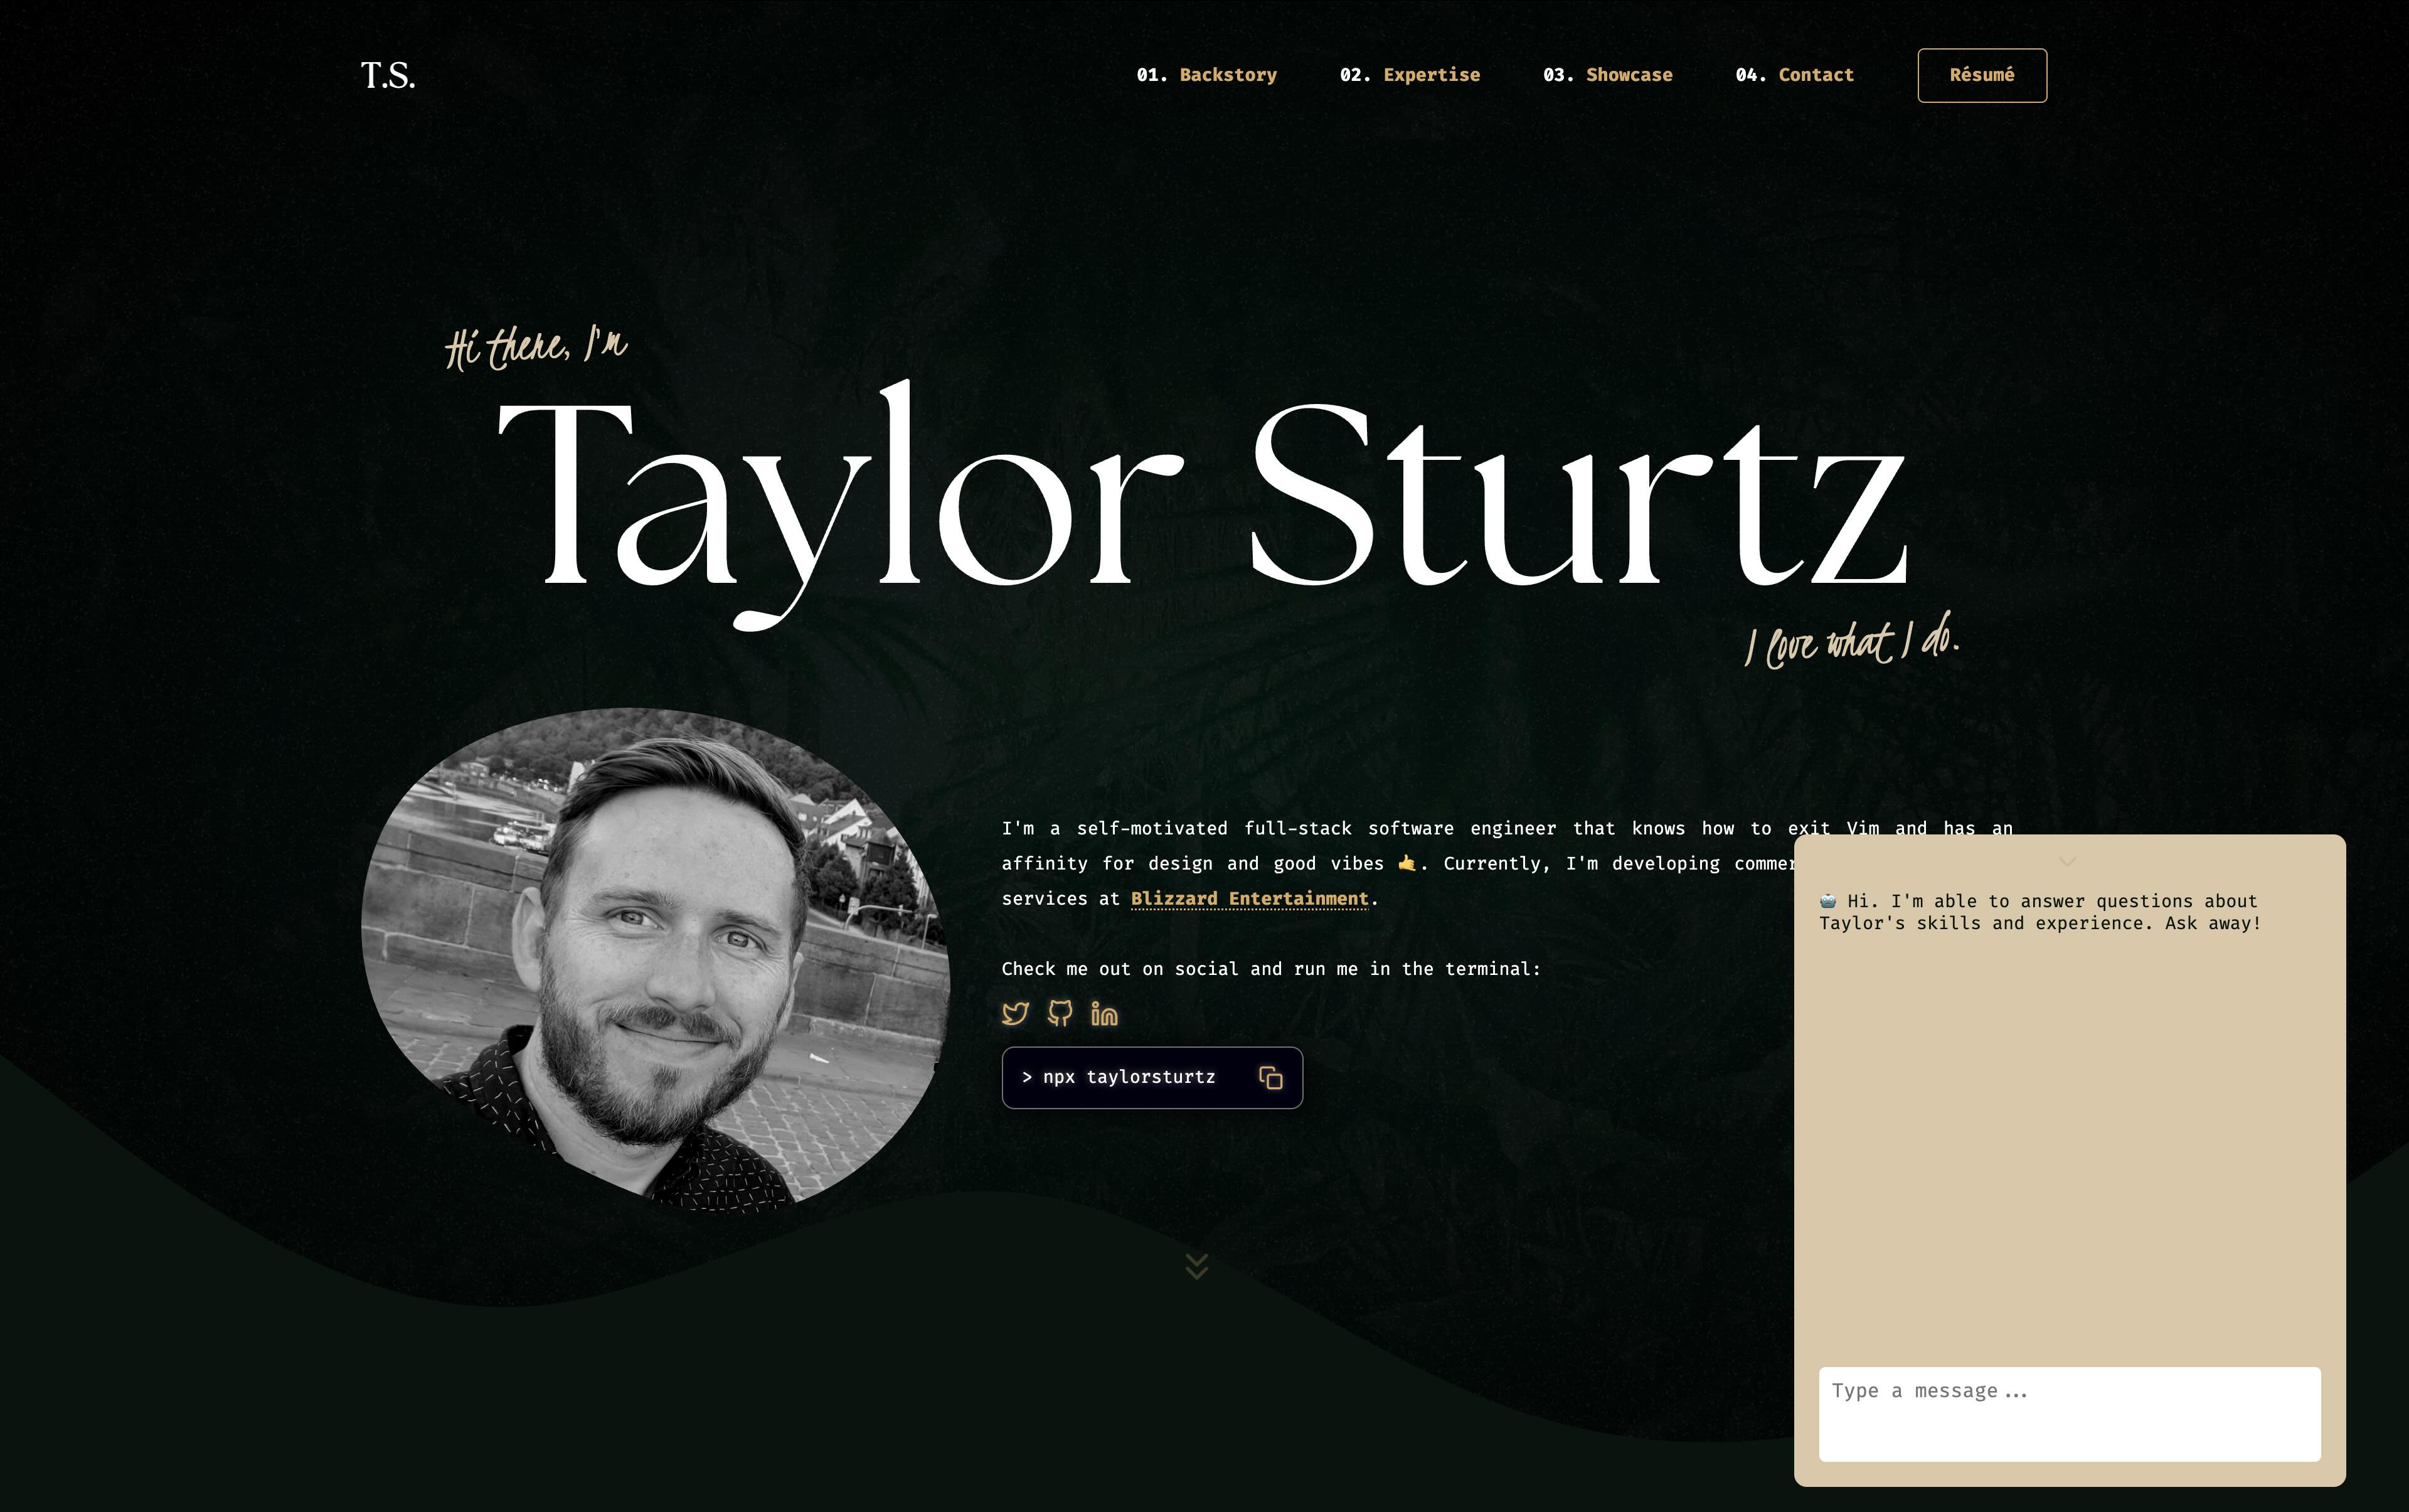 T.S.
01. Backstory
02. Expertise
03. Showcase
04. Contact
Résumé
Hi there, I'm
Taylor Sturtz
I love what I do.
I'm a self-motivated full-stack software engineer that knows how to exit Vim and has an
affinity for design and good vibes 🤙. Currently, I'm developing
services at Blizzard Entertainment.
Check me out on social and run me in the terminal:
> npx taylorsturtz
🤖 Hi. I'm able to answer questions about
Taylor's skills and experience. Ask away!
Type a message...